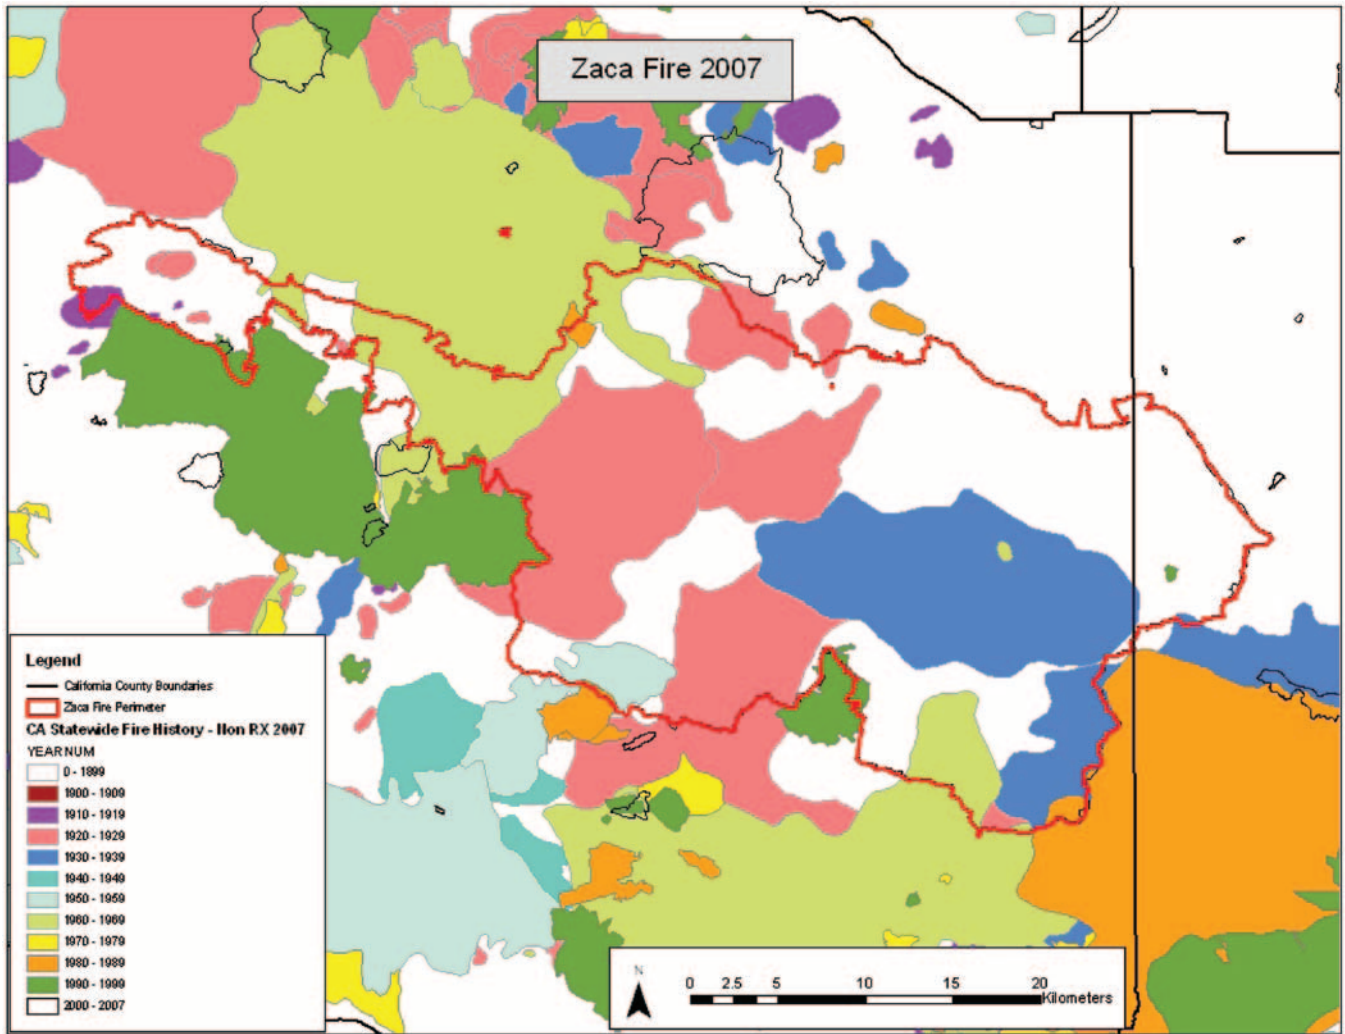 Zaca Fire 2007
Legend
California County Boundaries
Zaca Fire Perimeter
CA Statewide Fire History - Non RX 2007
YEARNUM
0 - 1899
1900 - 1909
1910 - 1919
1920 - 1929
1930 - 1939
1940 - 1949
1950 - 1959
1960 - 1969
1970 - 1979
1980 - 1989
1990 - 1999
2000 - 2007
N
0 2.5 5 10 15 20
Kilometers